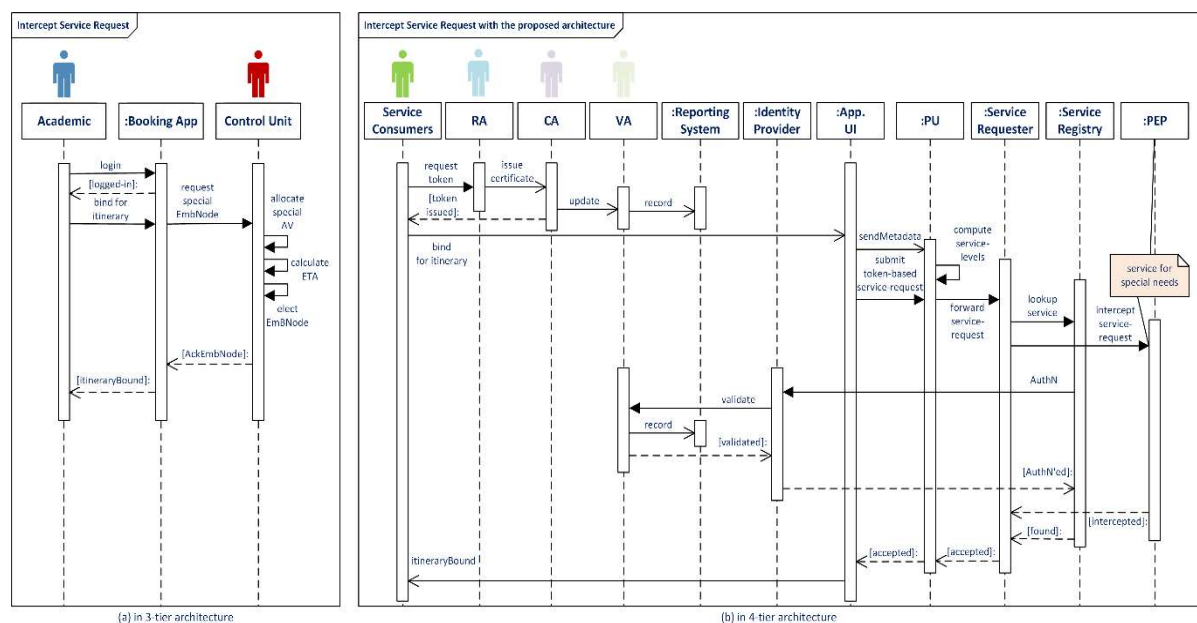 Intercept Service Request
Academic
:Booking App
Control Unit
login
[logged-in]:
bind for
itinerary
request
special
EmbNode
allocate
special
AV
calculate
ETA
elect
EmBNode
[AckEmbNode]:
[itineraryBound]:
(a) in 3-tier architecture
Intercept Service Request with the proposed architecture
Service
Consumers
RA
CA
VA
:Reporting
System
:Identity
Provider
:App.
UI
:PU
:Service
Requester
:Service
Registry
:PEP
request
token
issue
certificate
[token
issued]:
update
record
bind
for itinerary
sendMetadata
compute
service-
levels
submit
token-based
service-request
forward
service-
request
lookup
service
intercept
service-
request
service for
special needs
AuthN
validate
record
[validated]:
[AuthN'ed]:
[intercepted]:
[found]:
[accepted]:
[accepted]:
itineraryBound
(b) in 4-tier architecture